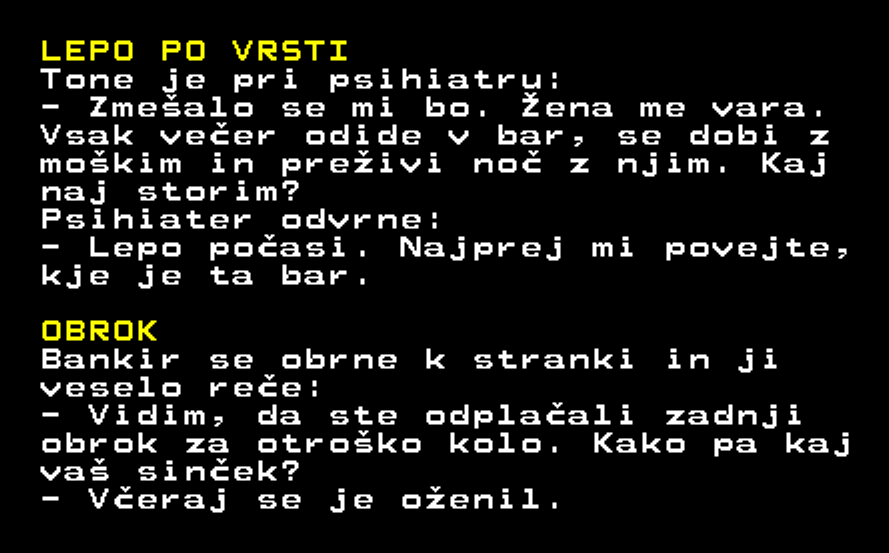 LEPO PO VRSTI
Tone je pri psihiatru:
- Zmešalo se mi bo. Žena me vara.
Vsak večer odide v bar, se dobi z
moškim in preživi noč z njim. Kaj
naj storim?
Psihiater odvrne:
- Lepo počasi. Najprej mi povejte,
kje je ta bar.
OBROK
Bankir se obrne k stranki in ji
veselo reče:
- Vidim, da ste odplačali zadnji
obrok za otroško kolo. Kako pa kaj
vaš sinček?
- Včeraj se je oženil.